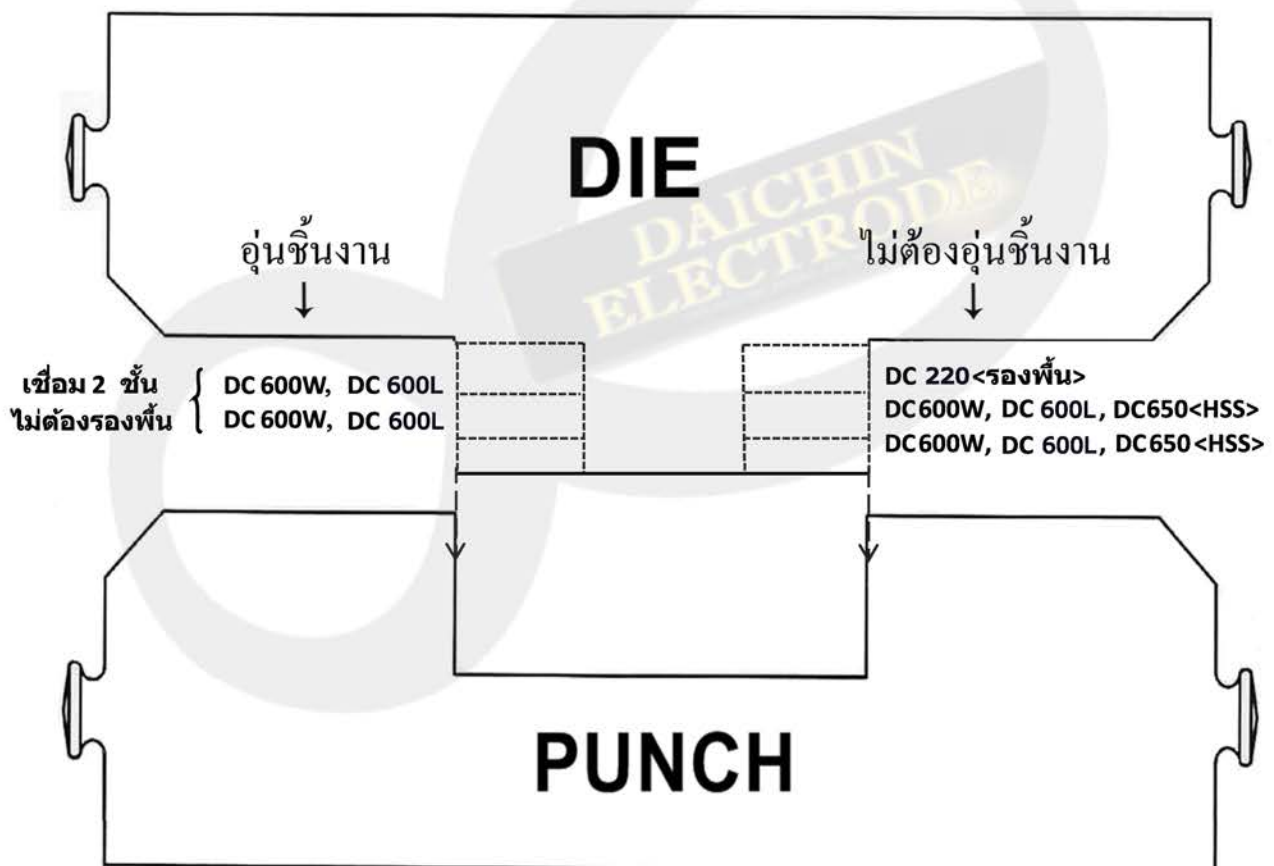 DIE
DAICHIN
ELECTRODE
อุ่นชิ้นงาน
ไม่ต้องอุ่นชิ้นงาน
เชื่อม 2 ชั้น
ไม่ต้องรองพื้น
DC 600W, DC 600L
DC 600W, DC 600L
DC 220<รองพื้น>
DC600W, DC 600L, DC650<HSS>
DC600W, DC 600L, DC650<HSS>
PUNCH